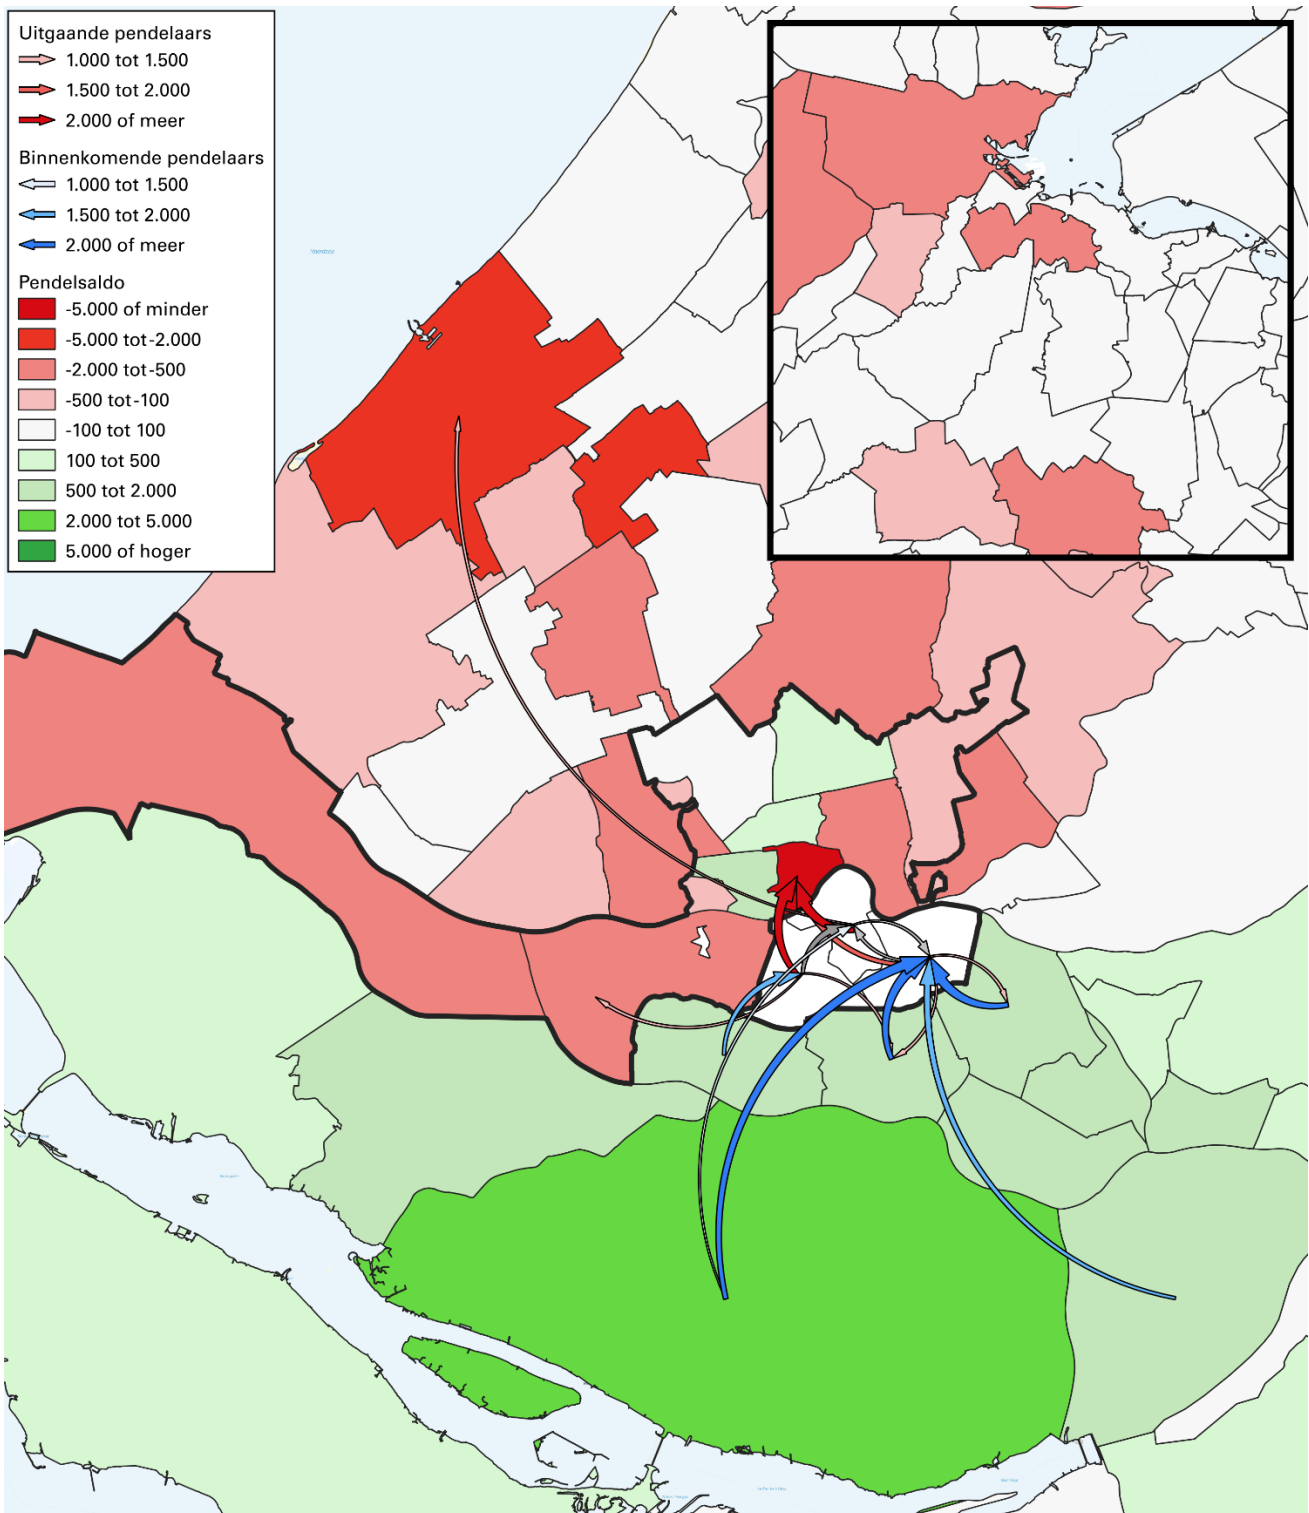 Uitgaande pendelaars
1.000 tot 1.500
1.500 tot 2.000
2.000 of meer
Binnenkomende pendelaars
1.000 tot 1.500
1.500 tot 2.000
2.000 of meer
Pendelsaldo
-5.000 of minder
-5.000 tot -2.000
-2.000 tot -500
-500 tot -100
-100 tot 100
100 tot 500
500 tot 2.000
2.000 tot 5.000
5.000 of hoger